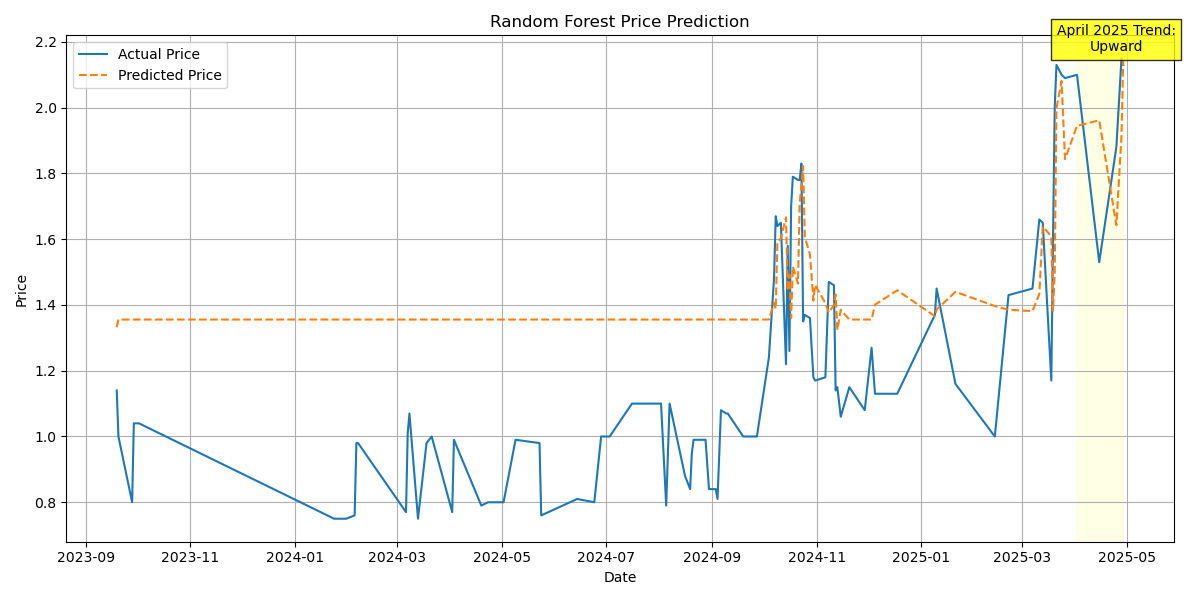 Random Forest Price Prediction
April 2025 Trend:
Upward
Actual Price
Predicted Price
Price
2.2
2.0
1.8
1.6
1.4
1.2
1.0
0.8
2023-09
2023-11
2024-01
2024-03
2024-05
2024-07
2024-09
2024-11
2025-01
2025-03
2025-05
Date